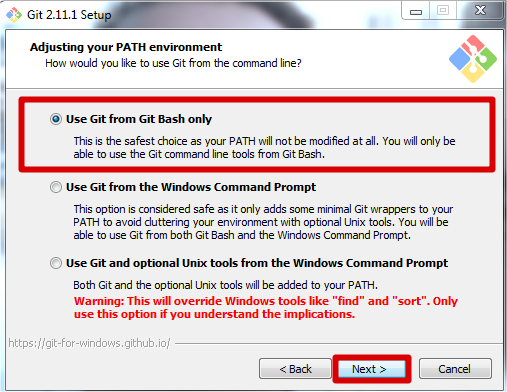 Git 2.11.1 Setup
Adjusting your PATH environment
How would you like to use Git from the command line?
Use Git from Git Bash only
This is the safest choice as your PATH will not be modified at all. You will only be
able to use the Git command line tools from Git Bash.
Use Git from the Windows Command Prompt
This option is considered safe as it only adds some minimal Git wrappers to your
PATH to avoid cluttering your environment with optional Unix tools. You will be
able to use Git from both Git Bash and the Windows Command Prompt.
Use Git and optional Unix tools from the Windows Command Prompt
Both Git and the optional Unix tools will be added to your PATH.
Warning: This will override Windows tools like "find" and "sort". Only
use this option if you understand the implications.
https://git-for-windows.github.io/
< Back
Next >
Cancel